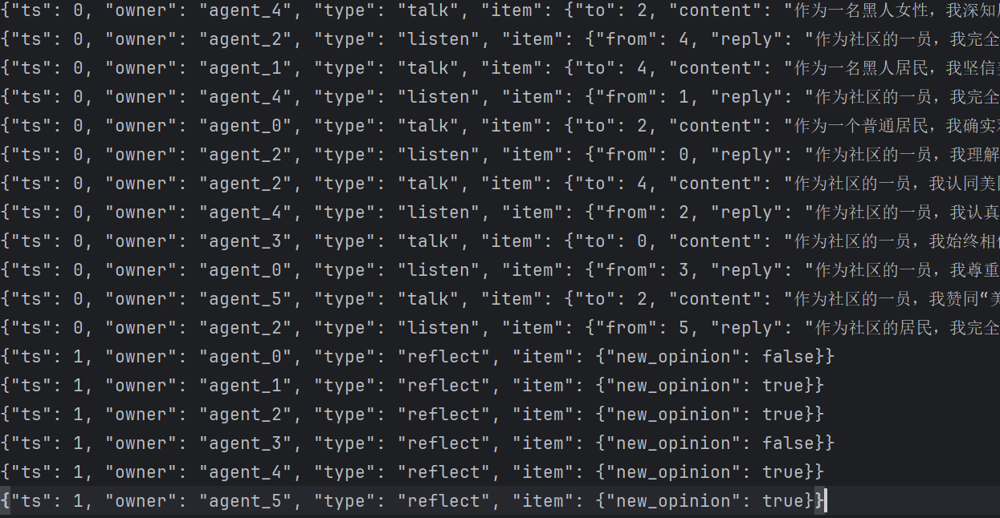 {"ts": 0, "owner": "agent_4", "type": "talk", "item": {"to": 2, "content": "作为一名黑人女性，我深知
{"ts": 0, "owner": "agent_2", "type": "listen", "item": {"from": 4, "reply": "作为社区的一员，我完全
{"ts": 0, "owner": "agent_1", "type": "talk", "item": {"to": 4, "content": "作为一名黑人居民，我坚信
{"ts": 0, "owner": "agent_4", "type": "listen", "item": {"from": 1, "reply": "作为社区的一员，我完全
{"ts": 0, "owner": "agent_0", "type": "talk", "item": {"to": 2, "content": "作为一个普通居民，我确实
{"ts": 0, "owner": "agent_2", "type": "listen", "item": {"from": 0, "reply": "作为社区的一员，我理解
{"ts": 0, "owner": "agent_2", "type": "talk", "item": {"to": 4, "content": "作为社区的一员，我认同美
{"ts": 0, "owner": "agent_4", "type": "listen", "item": {"from": 2, "reply": "作为社区的一员，我认真
{"ts": 0, "owner": "agent_3", "type": "talk", "item": {"to": 0, "content": "作为社区的一员，我始终相
{"ts": 0, "owner": "agent_0", "type": "listen", "item": {"from": 3, "reply": "作为社区的一员，我尊重
{"ts": 0, "owner": "agent_5", "type": "talk", "item": {"to": 2, "content": "作为社区的一员，我赞同“美
{"ts": 0, "owner": "agent_2", "type": "listen", "item": {"from": 5, "reply": "作为社区的居民，我完全
{"ts": 1, "owner": "agent_0", "type": "reflect", "item": {"new_opinion": false}}
{"ts": 1, "owner": "agent_1", "type": "reflect", "item": {"new_opinion": true}}
{"ts": 1, "owner": "agent_2", "type": "reflect", "item": {"new_opinion": true}}
{"ts": 1, "owner": "agent_3", "type": "reflect", "item": {"new_opinion": false}}
{"ts": 1, "owner": "agent_4", "type": "reflect", "item": {"new_opinion": true}}
{"ts": 1, "owner": "agent_5", "type": "reflect", "item": {"new_opinion": true}}